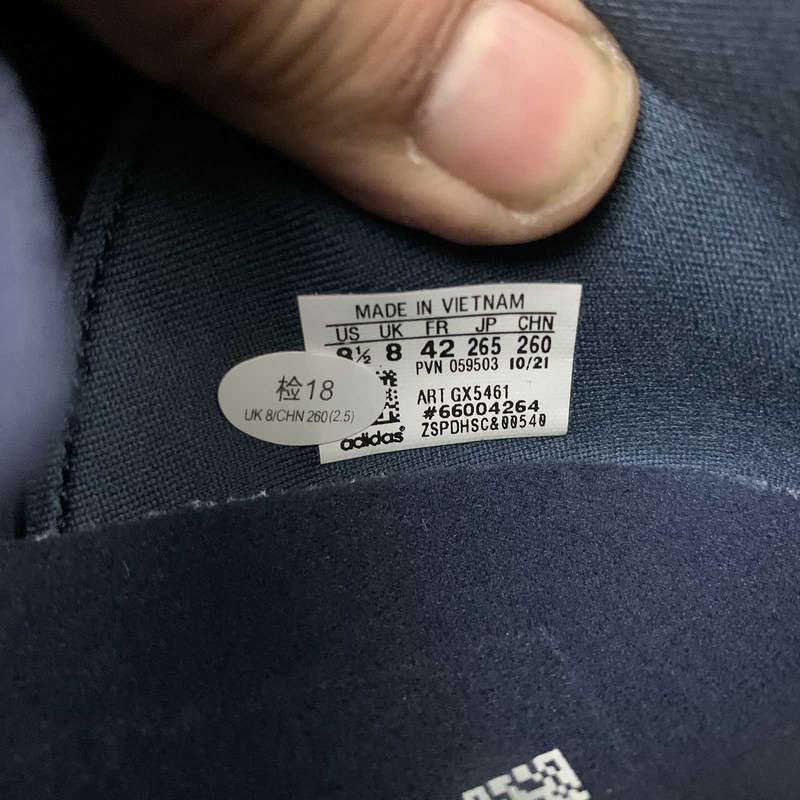 MADE IN VIETNAM
US UK FR JP CHN
8½ 8 42 265 260
PVN 059503 10/21
ART GX5461
#66004264
adidas ZSPDHSC&00540
检18
UK 8/CHN 260(2.5)